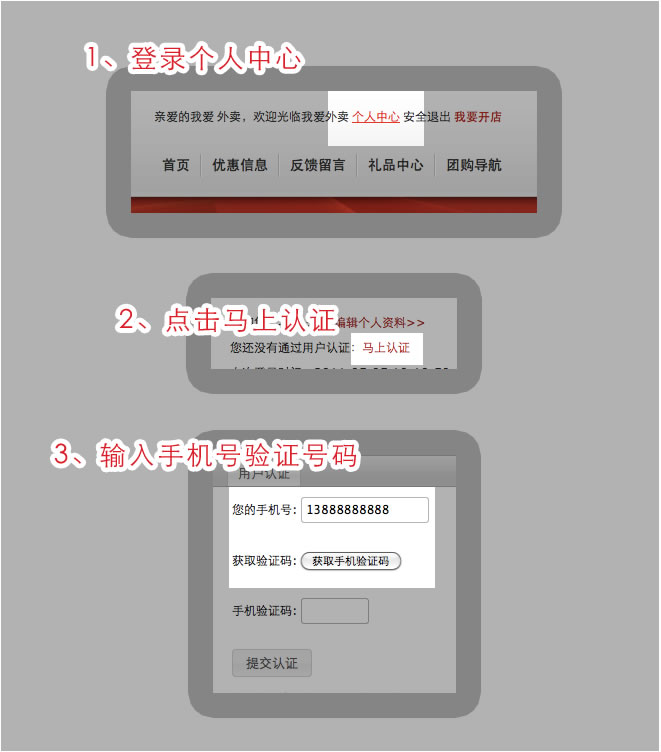 1、登录个人中心
亲爱的我爱 外卖，欢迎光临我爱外卖 个人中心 安全退出 我要开店
首页 优惠信息 反馈留言 礼品中心 团购导航
2、点击马上认证
编辑个人资料>>
您还没有通过用户认证：马上认证
3、输入手机号验证号码
用户认证
您的手机号: 13888888888
获取验证码: 获取手机验证码
手机验证码:
提交认证